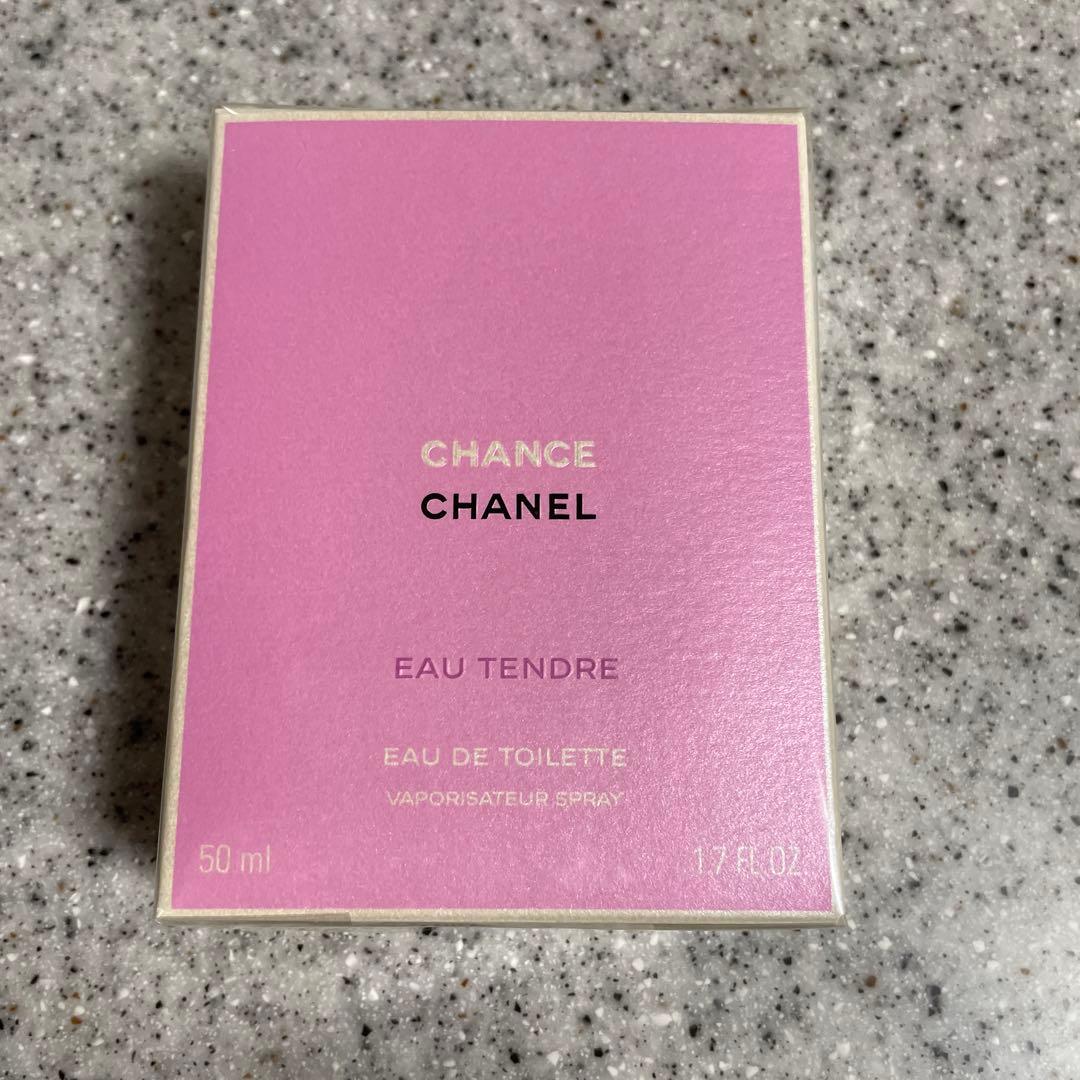 CHANCE
CHANEL
EAU TENDRE
EAU DE TOILETTE
VAPORISATEUR SPRAY
50 ml 1.7 FL OZ